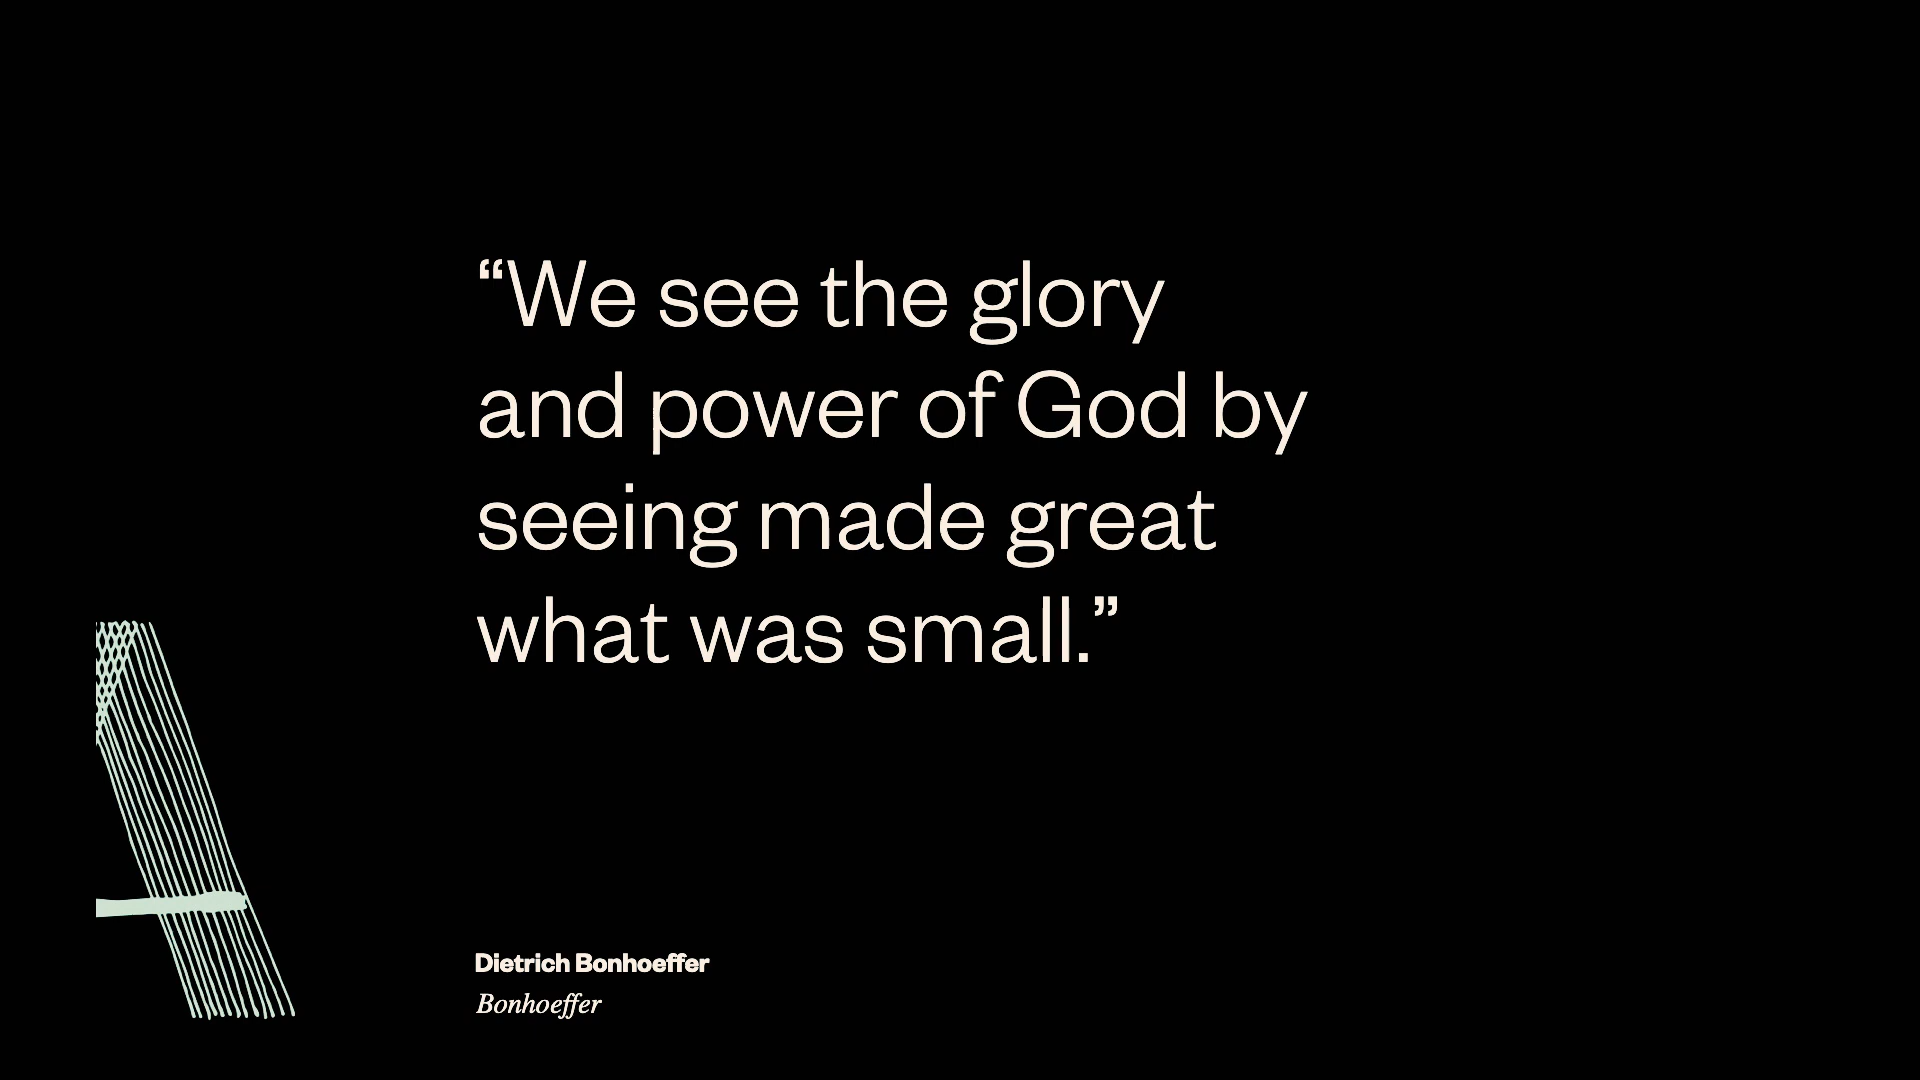 “We see the glory
and power of God by
seeing made great
what was small.”
Dietrich Bonhoeffer
Bonhoeffer